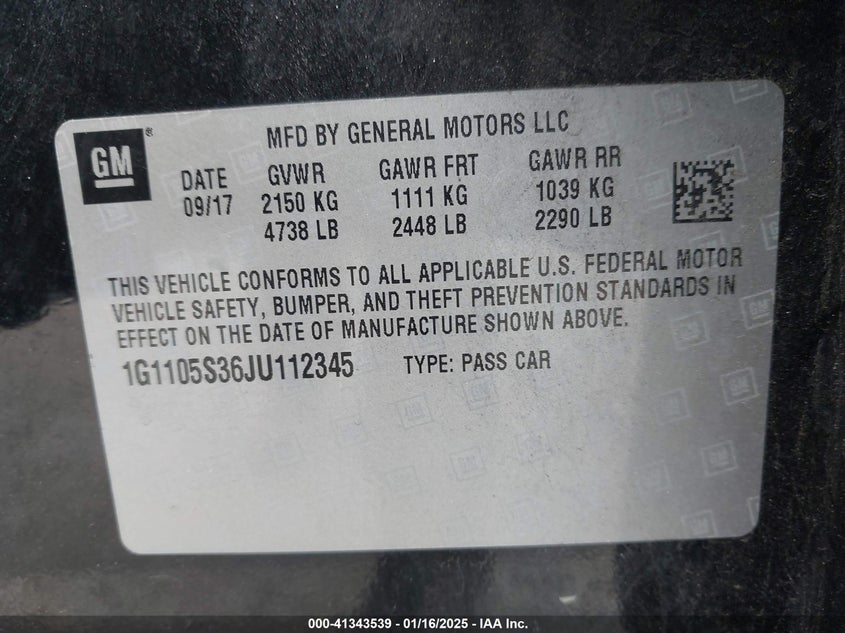 GM
®
MFD BY GENERAL MOTORS LLC
DATE GVWR GAWR FRT GAWR RR
09/17 2150 KG 1111 KG 1039 KG
4738 LB 2448 LB 2290 LB
THIS VEHICLE CONFORMS TO ALL APPLICABLE U.S. FEDERAL MOTOR
VEHICLE SAFETY, BUMPER, AND THEFT PREVENTION STANDARDS IN
EFFECT ON THE DATE OF MANUFACTURE SHOWN ABOVE.
1G1105S36JU112345 TYPE: PASS CAR
000-41343539 - 01/16/2025 - IAA Inc.